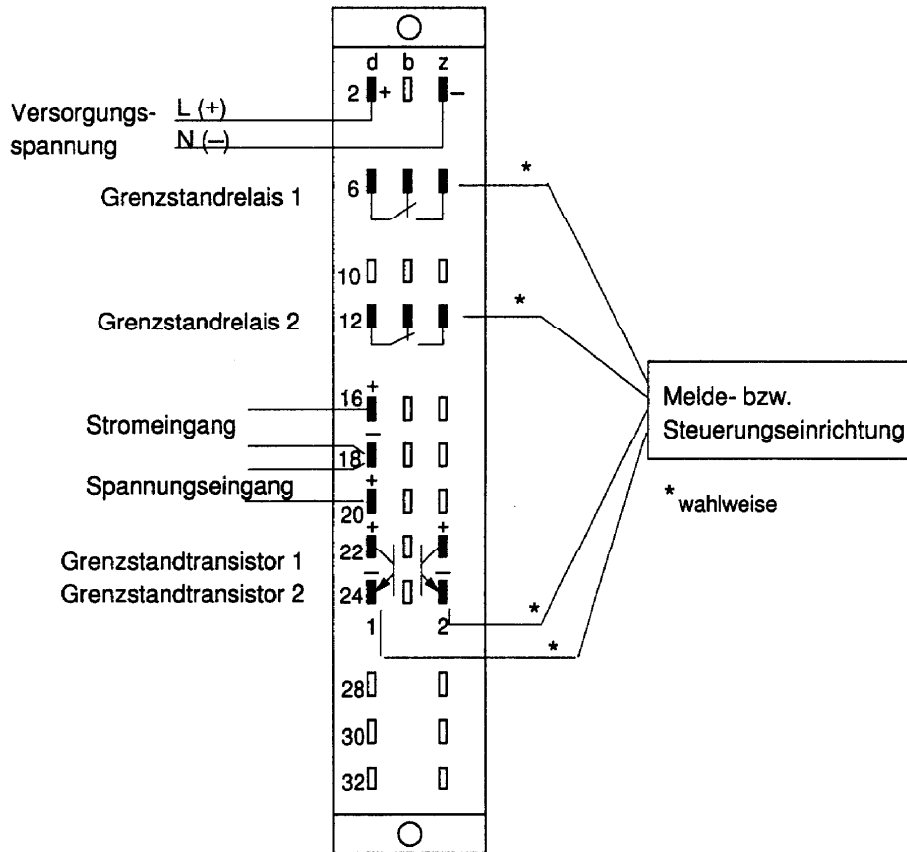 d b z
2 + –
Versorgungs-
spannung
L (+)
N (–)
Grenzstandrelais 1
6
*
10
Grenzstandrelais 2
12
*
Melde- bzw.
Steuerungseinrichtung
* wahlweise
+
16
Stromeingang
–
18
Spannungseingang
+
20
+ +
22
Grenzstandtransistor 1
– –
Grenzstandtransistor 2
24
1 2
*
*
28
30
32